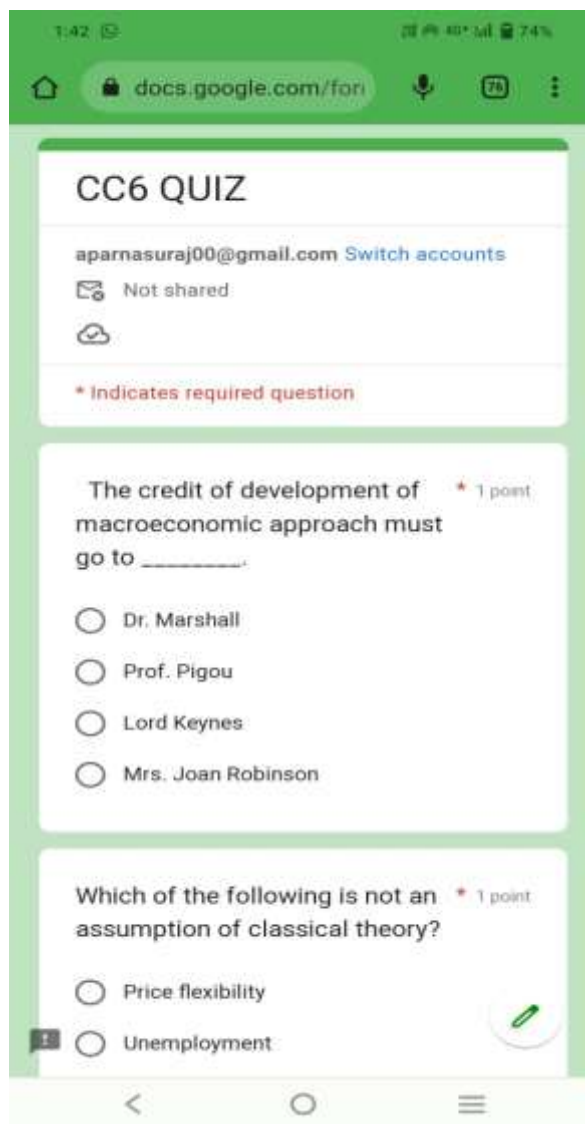 1:42
74%
docs.google.com/for
76
CC6 QUIZ
aparnasuraj00@gmail.com Switch accounts
Not shared
* Indicates required question
The credit of development of * 1 point
macroeconomic approach must
go to ________.
Dr. Marshall
Prof. Pigou
Lord Keynes
Mrs. Joan Robinson
Which of the following is not an * 1 point
assumption of classical theory?
Price flexibility
Unemployment